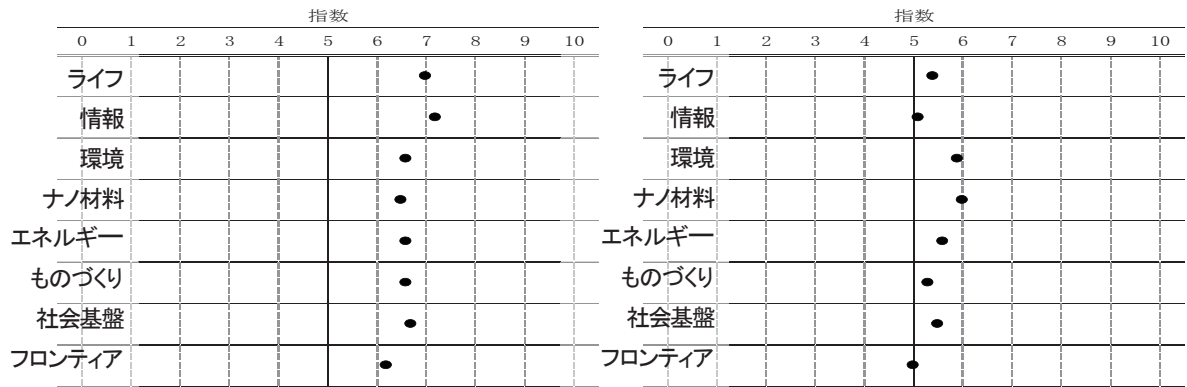 指数
0 1 2 3 4 5 6 7 8 9 10
ライフ
情報
環境
ナノ材料
エネルギー
ものづくり
社会基盤
フロンティア
指数
0 1 2 3 4 5 6 7 8 9 10
ライフ
情報
環境
ナノ材料
エネルギー
ものづくり
社会基盤
フロンティア